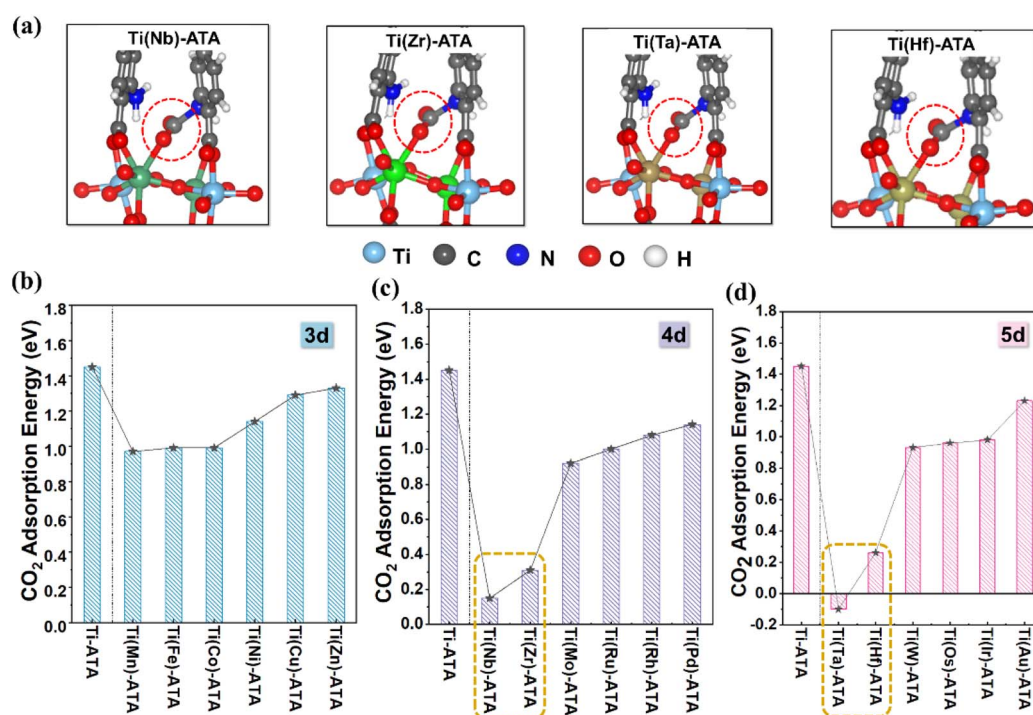 (a)
Ti(Nb)-ATA
Ti(Zr)-ATA
Ti(Ta)-ATA
Ti(Hf)-ATA
Ti C N O H
(b)
CO2 Adsorption Energy (eV)
1.8
1.6
1.4
1.2
1.0
0.8
0.6
0.4
0.2
0.0
3d
Ti-ATA
Ti(Mn)-ATA
Ti(Fe)-ATA
Ti(Co)-ATA
Ti(Ni)-ATA
Ti(Cu)-ATA
Ti(Zn)-ATA
(c)
CO2 Adsorption Energy (eV)
1.8
1.6
1.4
1.2
1.0
0.8
0.6
0.4
0.2
0.0
4d
Ti-ATA
Ti(Nb)-ATA
Ti(Zr)-ATA
Ti(Mo)-ATA
Ti(Ru)-ATA
Ti(Rh)-ATA
Ti(Pd)-ATA
(d)
CO2 Adsorption Energy (eV)
1.8
1.6
1.4
1.2
1.0
0.8
0.6
0.4
0.2
0.0
-0.2
5d
Ti-ATA
Ti(Ta)-ATA
Ti(Hf)-ATA
Ti(W)-ATA
Ti(Os)-ATA
Ti(Ir)-ATA
Ti(Au)-ATA